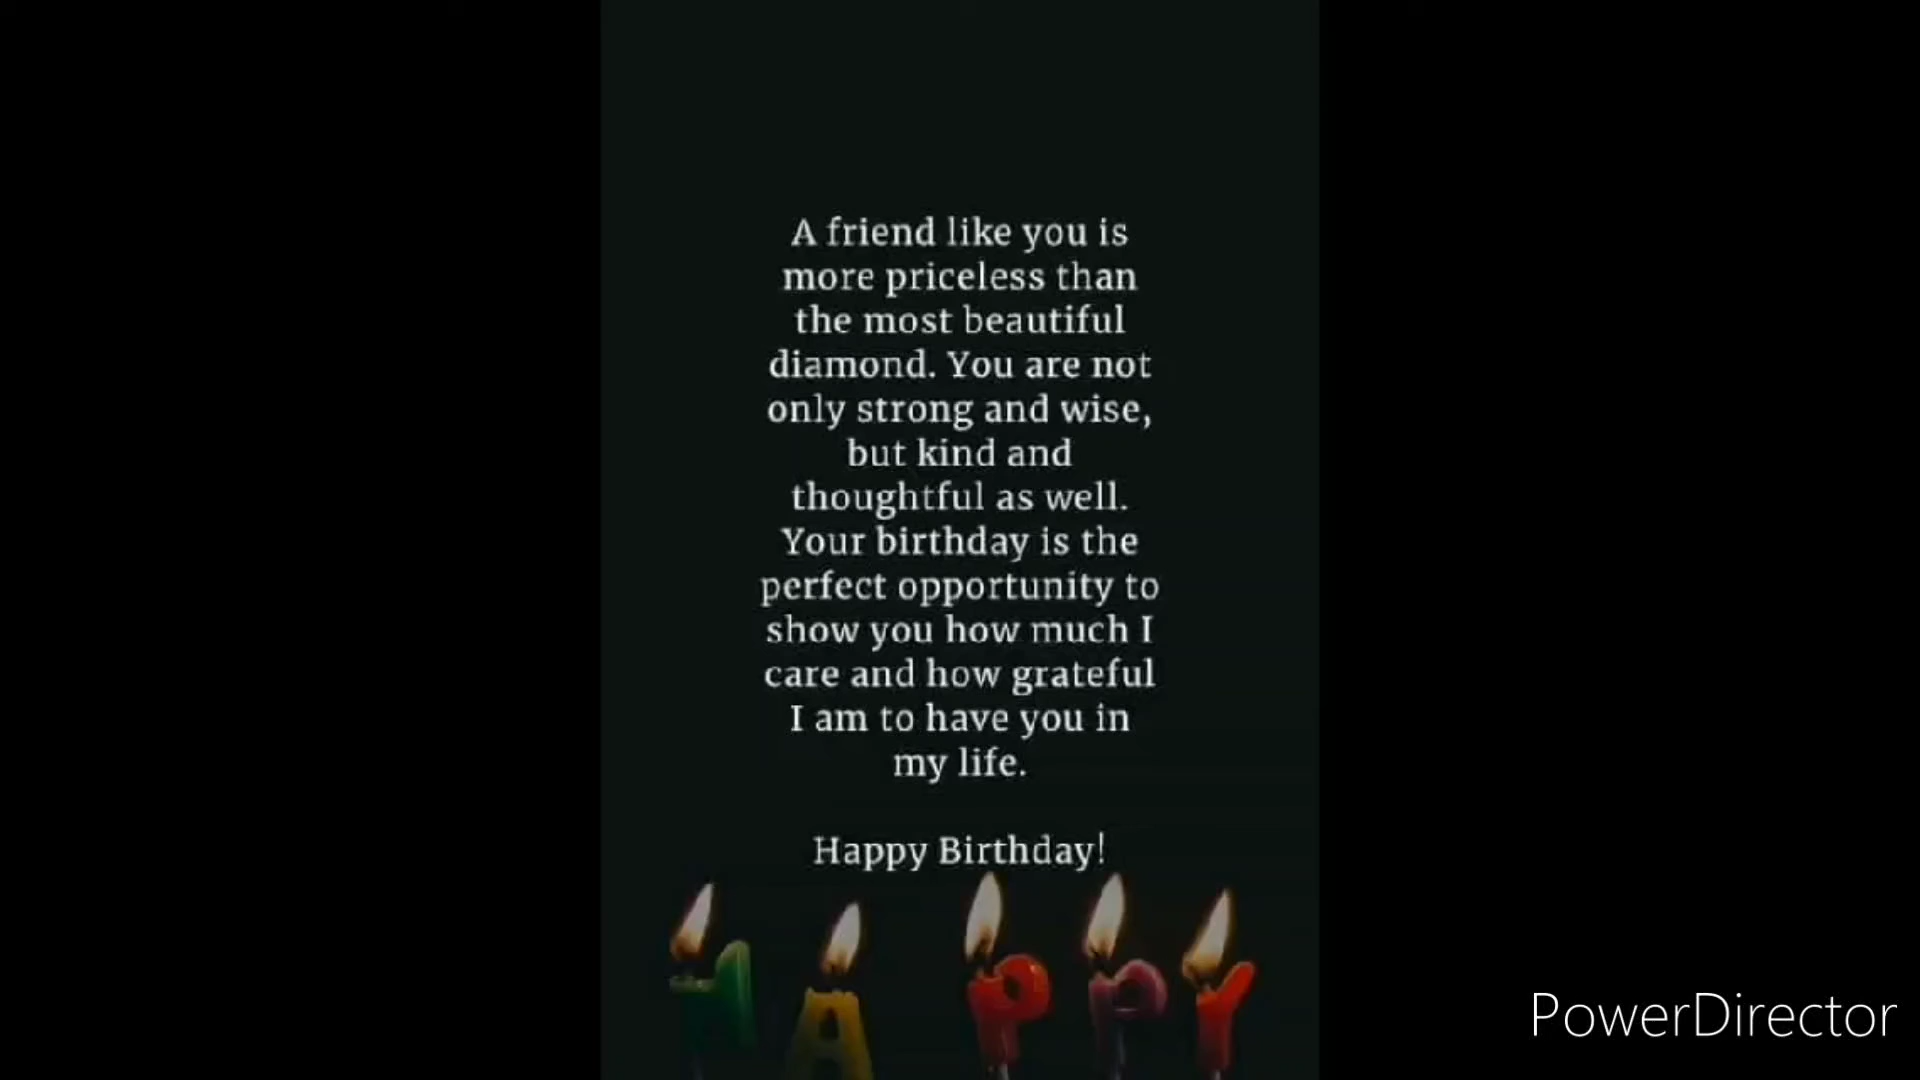 A friend like you is
more priceless than
the most beautiful
diamond. You are not
only strong and wise,
but kind and
thoughtful as well.
Your birthday is the
perfect opportunity to
show you how much I
care and how grateful
I am to have you in
my life.
Happy Birthday!
HAPPY
PowerDirector